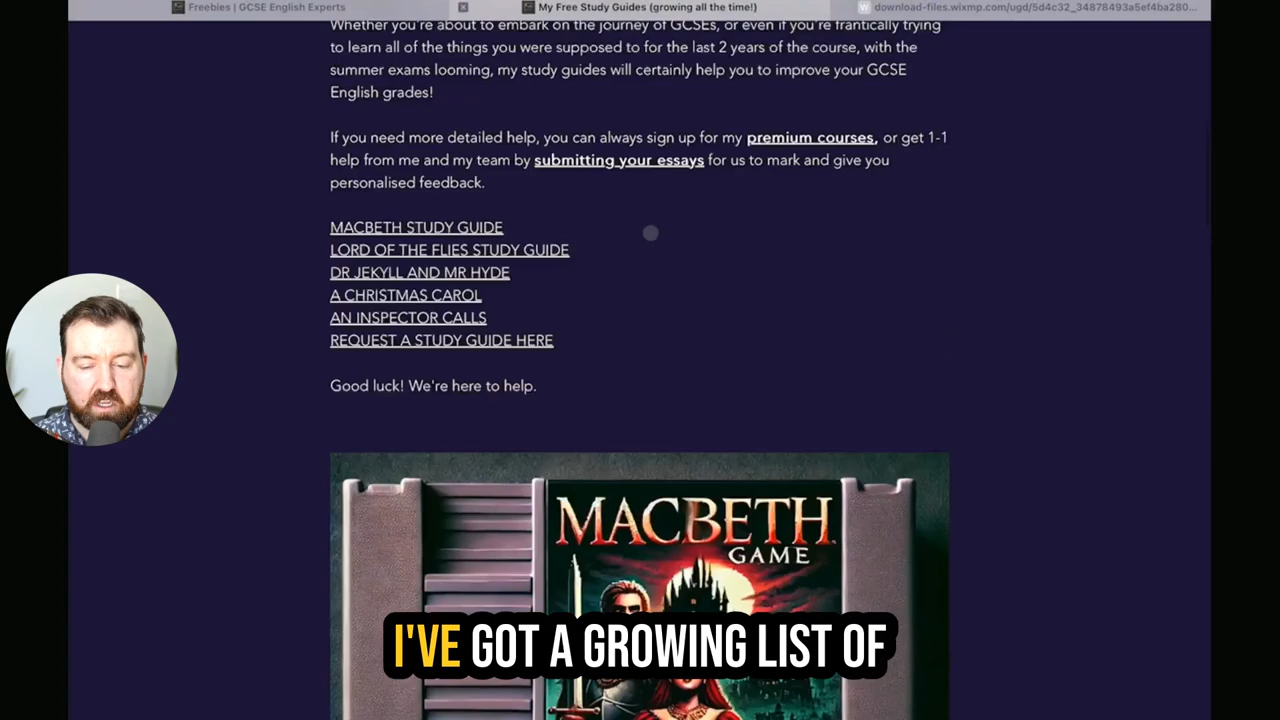 Freebies | GCSE English Experts
My Free Study Guides (growing all the time!)
download-files.wixmp.com/ugd/5d4c32_34878493a5ef4ba280...
Whether you're about to embark on the journey of GCSEs, or even if you're frantically trying
to learn all of the things you were supposed to for the last 2 years of the course, with the
summer exams looming, my study guides will certainly help you to improve your GCSE
English grades!
If you need more detailed help, you can always sign up for my premium courses, or get 1-1
help from me and my team by submitting your essays for us to mark and give you
personalised feedback.
MACBETH STUDY GUIDE
LORD OF THE FLIES STUDY GUIDE
DR JEKYLL AND MR HYDE
A CHRISTMAS CAROL
AN INSPECTOR CALLS
REQUEST A STUDY GUIDE HERE
Good luck! We're here to help.
MACBETH
GAME
I'VE GOT A GROWING LIST OF